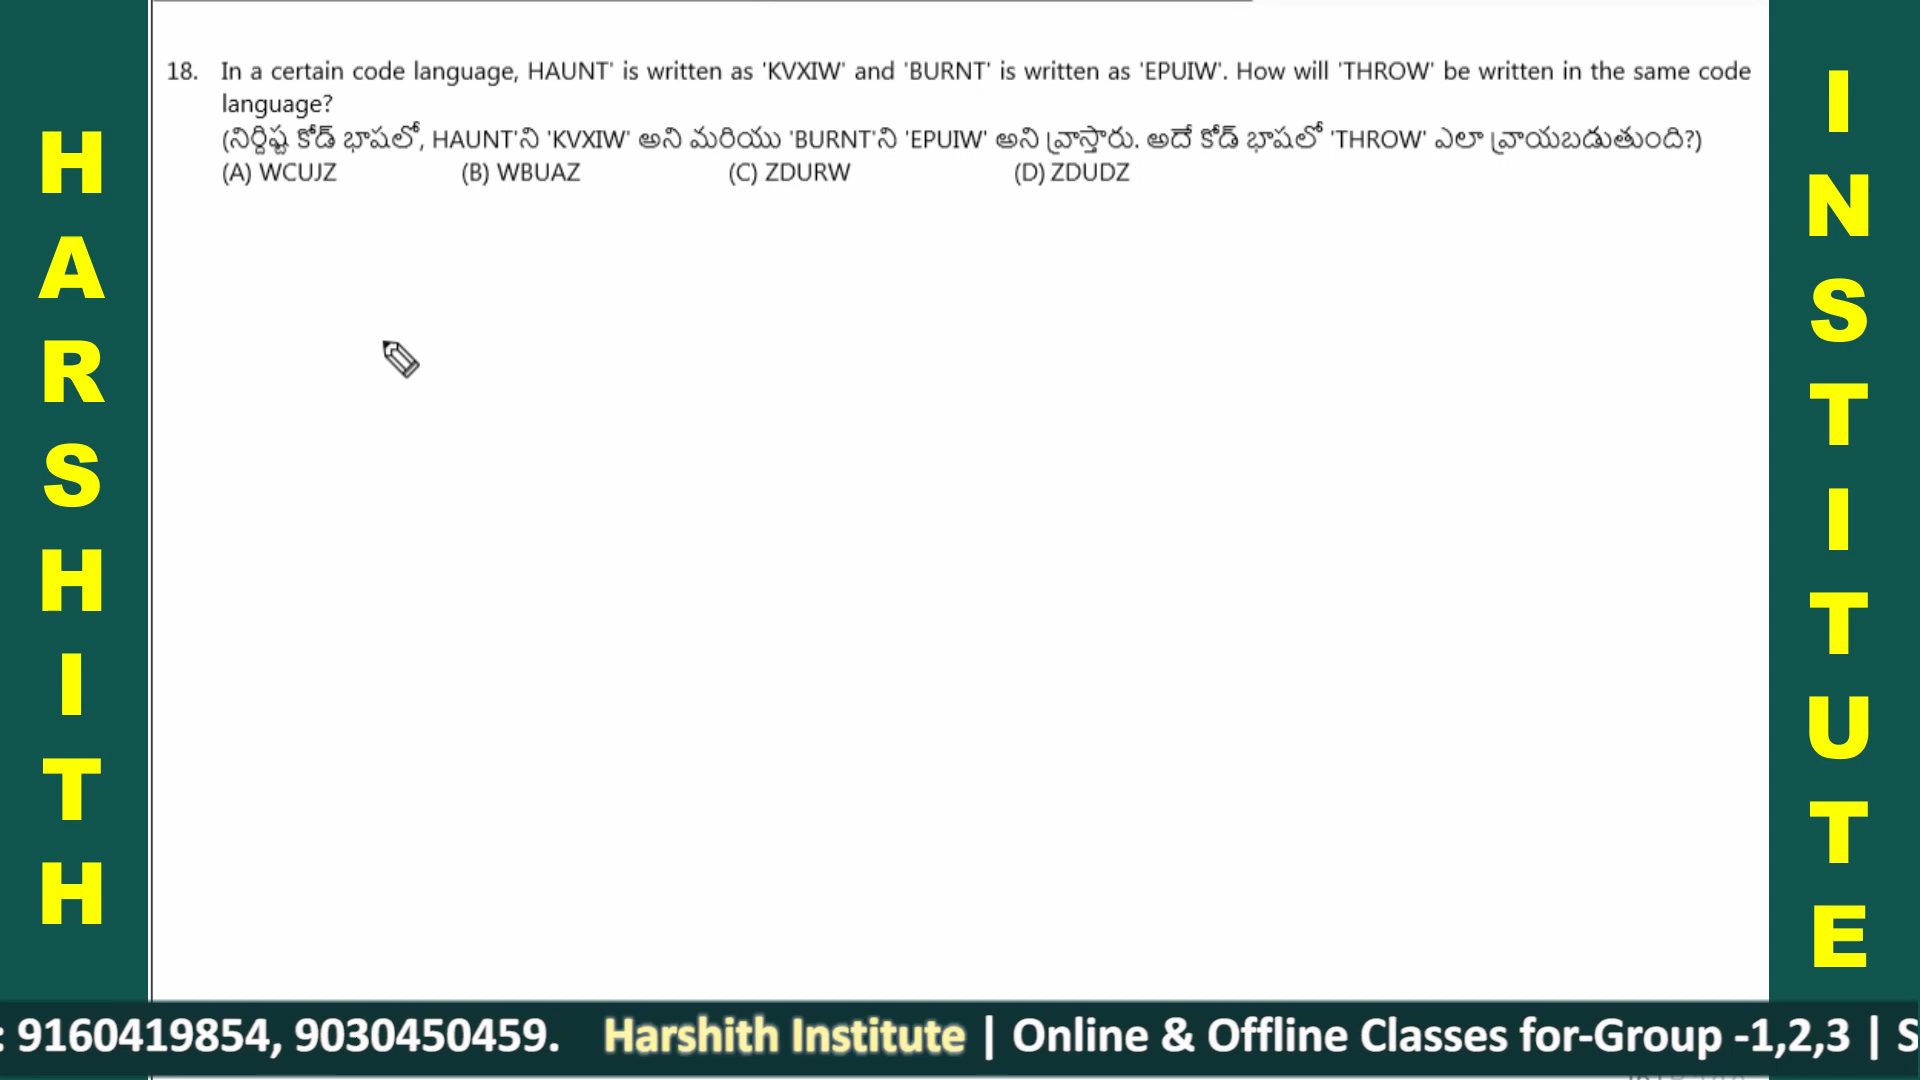 HARSHITH
18. In a certain code language, HAUNT' is written as 'KVXIW' and 'BURNT' is written as 'EPUIW'. How will 'THROW' be written in the same code
language?
(నిర్దిష్ట కోడ్ భాషలో, HAUNT'ని 'KVXIW' అని మరియు 'BURNT'ని 'EPUIW' అని వ్రాస్తారు. అదే కోడ్ భాషలో 'THROW' ఎలా వ్రాయబడుతుంది?)
(A) WCUJZ (B) WBUAZ (C) ZDURW (D) ZDUDZ
INSTITUTE
: 9160419854, 9030450459. Harshith Institute | Online & Offline Classes for-Group -1,2,3 | S